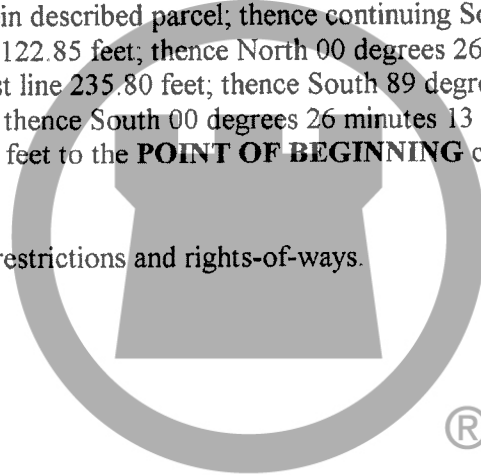 in described parcel; thence continuing So
122.85 feet; thence North 00 degrees 26
st line 235.80 feet; thence South 89 degre
thence South 00 degrees 26 minutes 13
feet to the POINT OF BEGINNING c
restrictions and rights-of-ways.
®